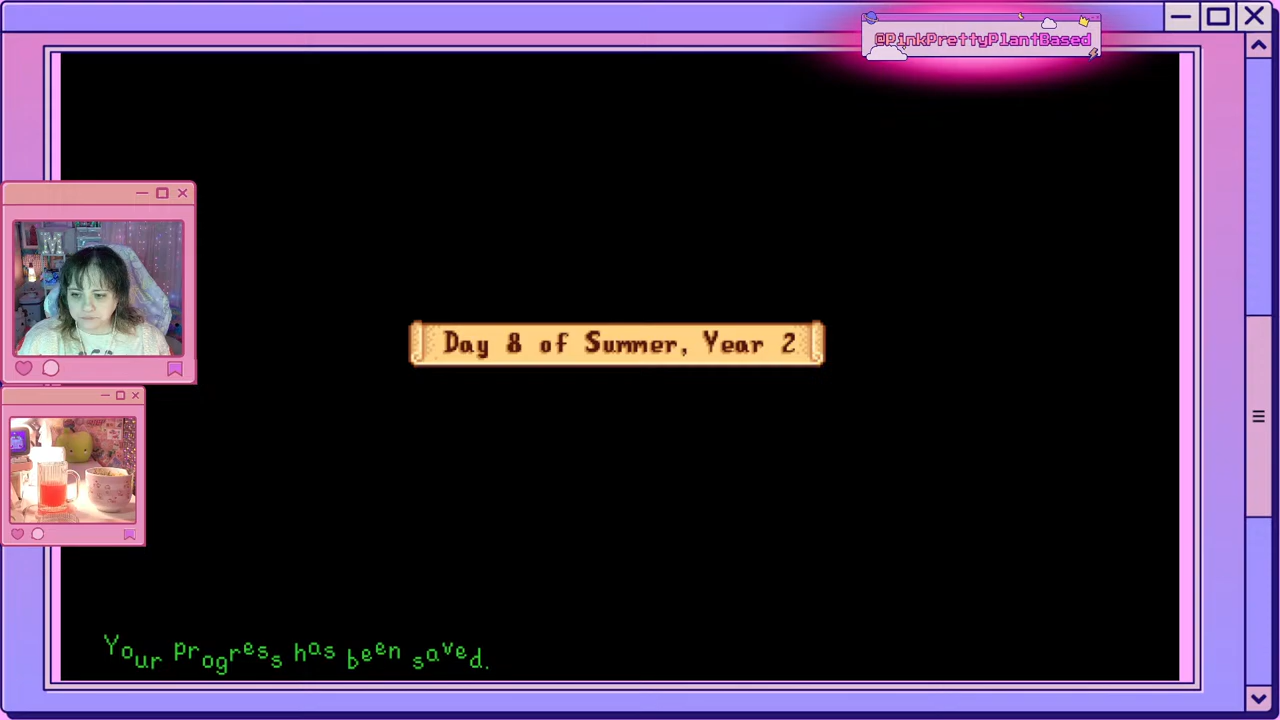 @PinkPrettyPlantBased
M
Day 8 of Summer, Year 2
Your progress has been saved.